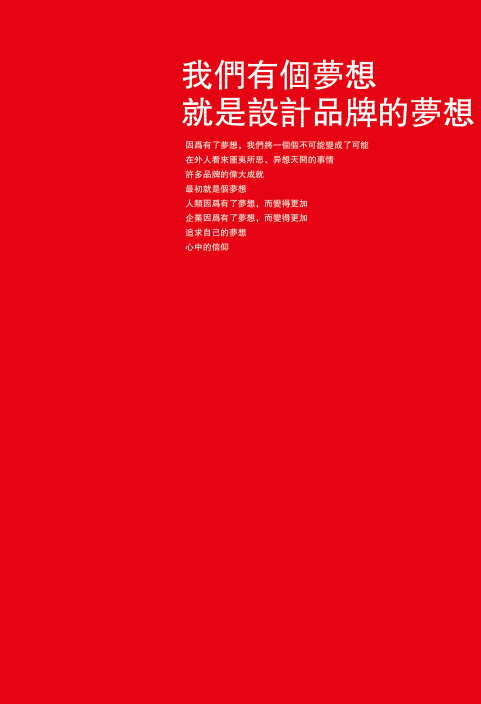 我們有個夢想
就是設計品牌的夢想
因爲有了夢想，我們將一個個不可能變成了可能
在外人看來匪夷所思、异想天開的事情
許多品牌的偉大成就
最初就是個夢想
人類因爲有了夢想，而變得更加
企業因爲有了夢想，而變得更加
追求自己的夢想
心中的信仰